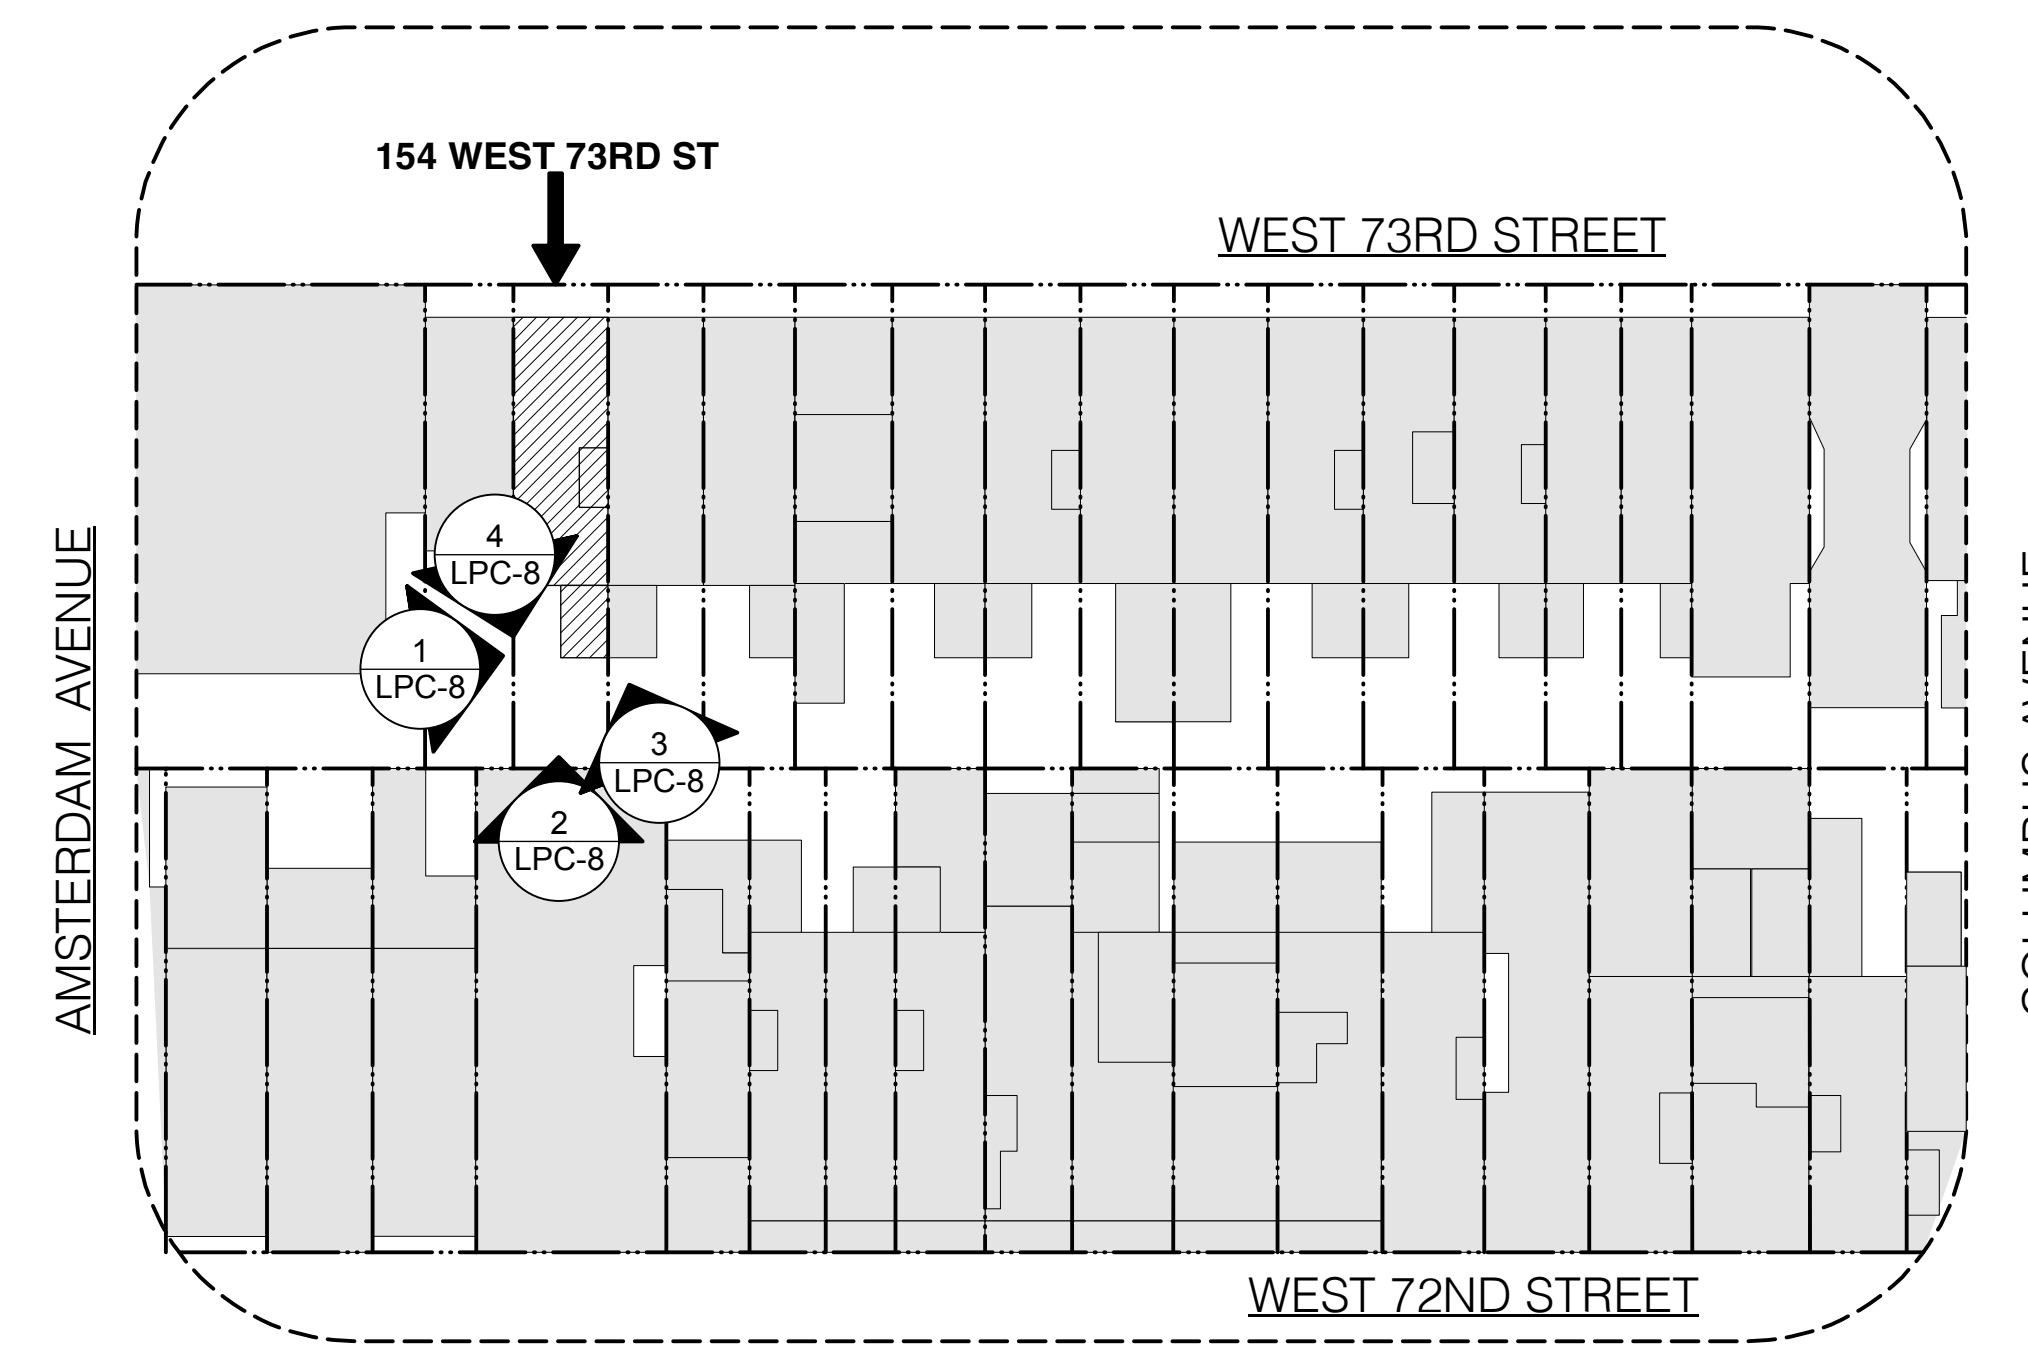 154 WEST 73RD ST
WEST 73RD STREET
AMSTERDAM AVENUE
4
LPC-8
1
LPC-8
3
LPC-8
2
LPC-8
WEST 72ND STREET